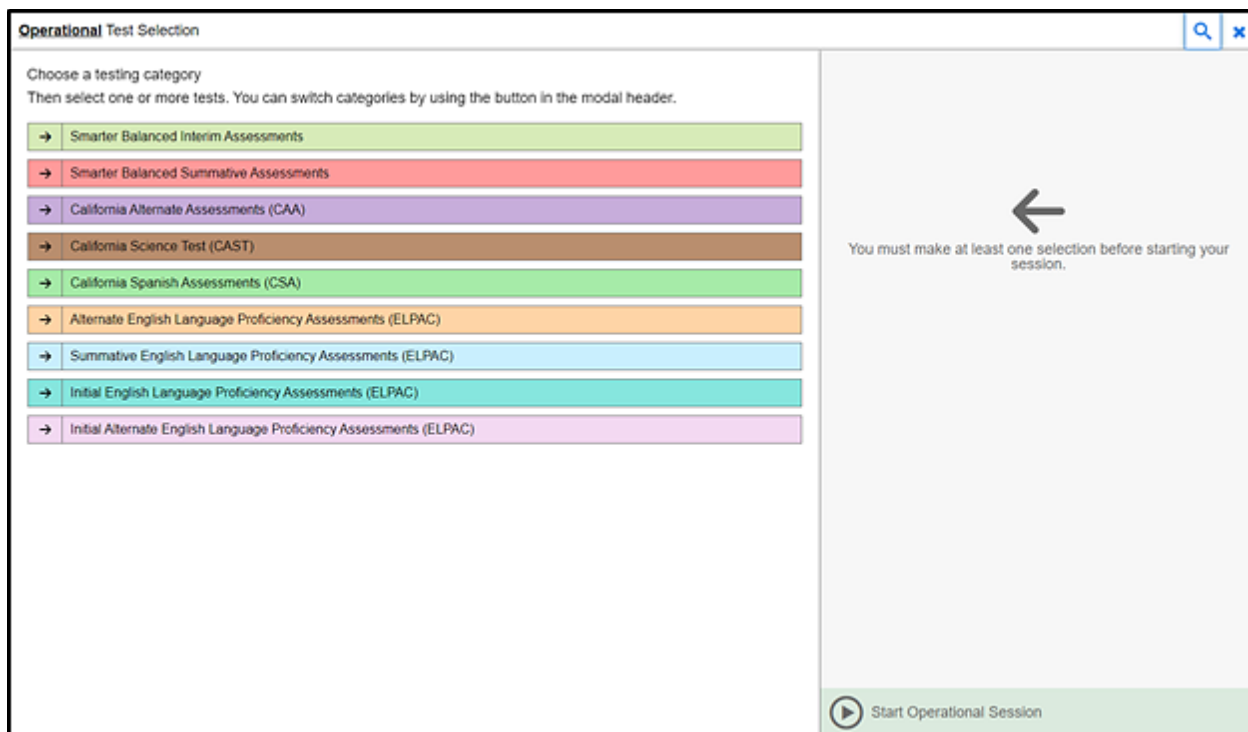 Operational Test Selection
Choose a testing category
Then select one or more tests. You can switch categories by using the button in the modal header.
Smarter Balanced Interim Assessments
Smarter Balanced Summative Assessments
California Alternate Assessments (CAA)
California Science Test (CAST)
California Spanish Assessments (CSA)
Alternate English Language Proficiency Assessments (ELPAC)
Summative English Language Proficiency Assessments (ELPAC)
Initial English Language Proficiency Assessments (ELPAC)
Initial Alternate English Language Proficiency Assessments (ELPAC)
You must make at least one selection before starting your
session.
Start Operational Session